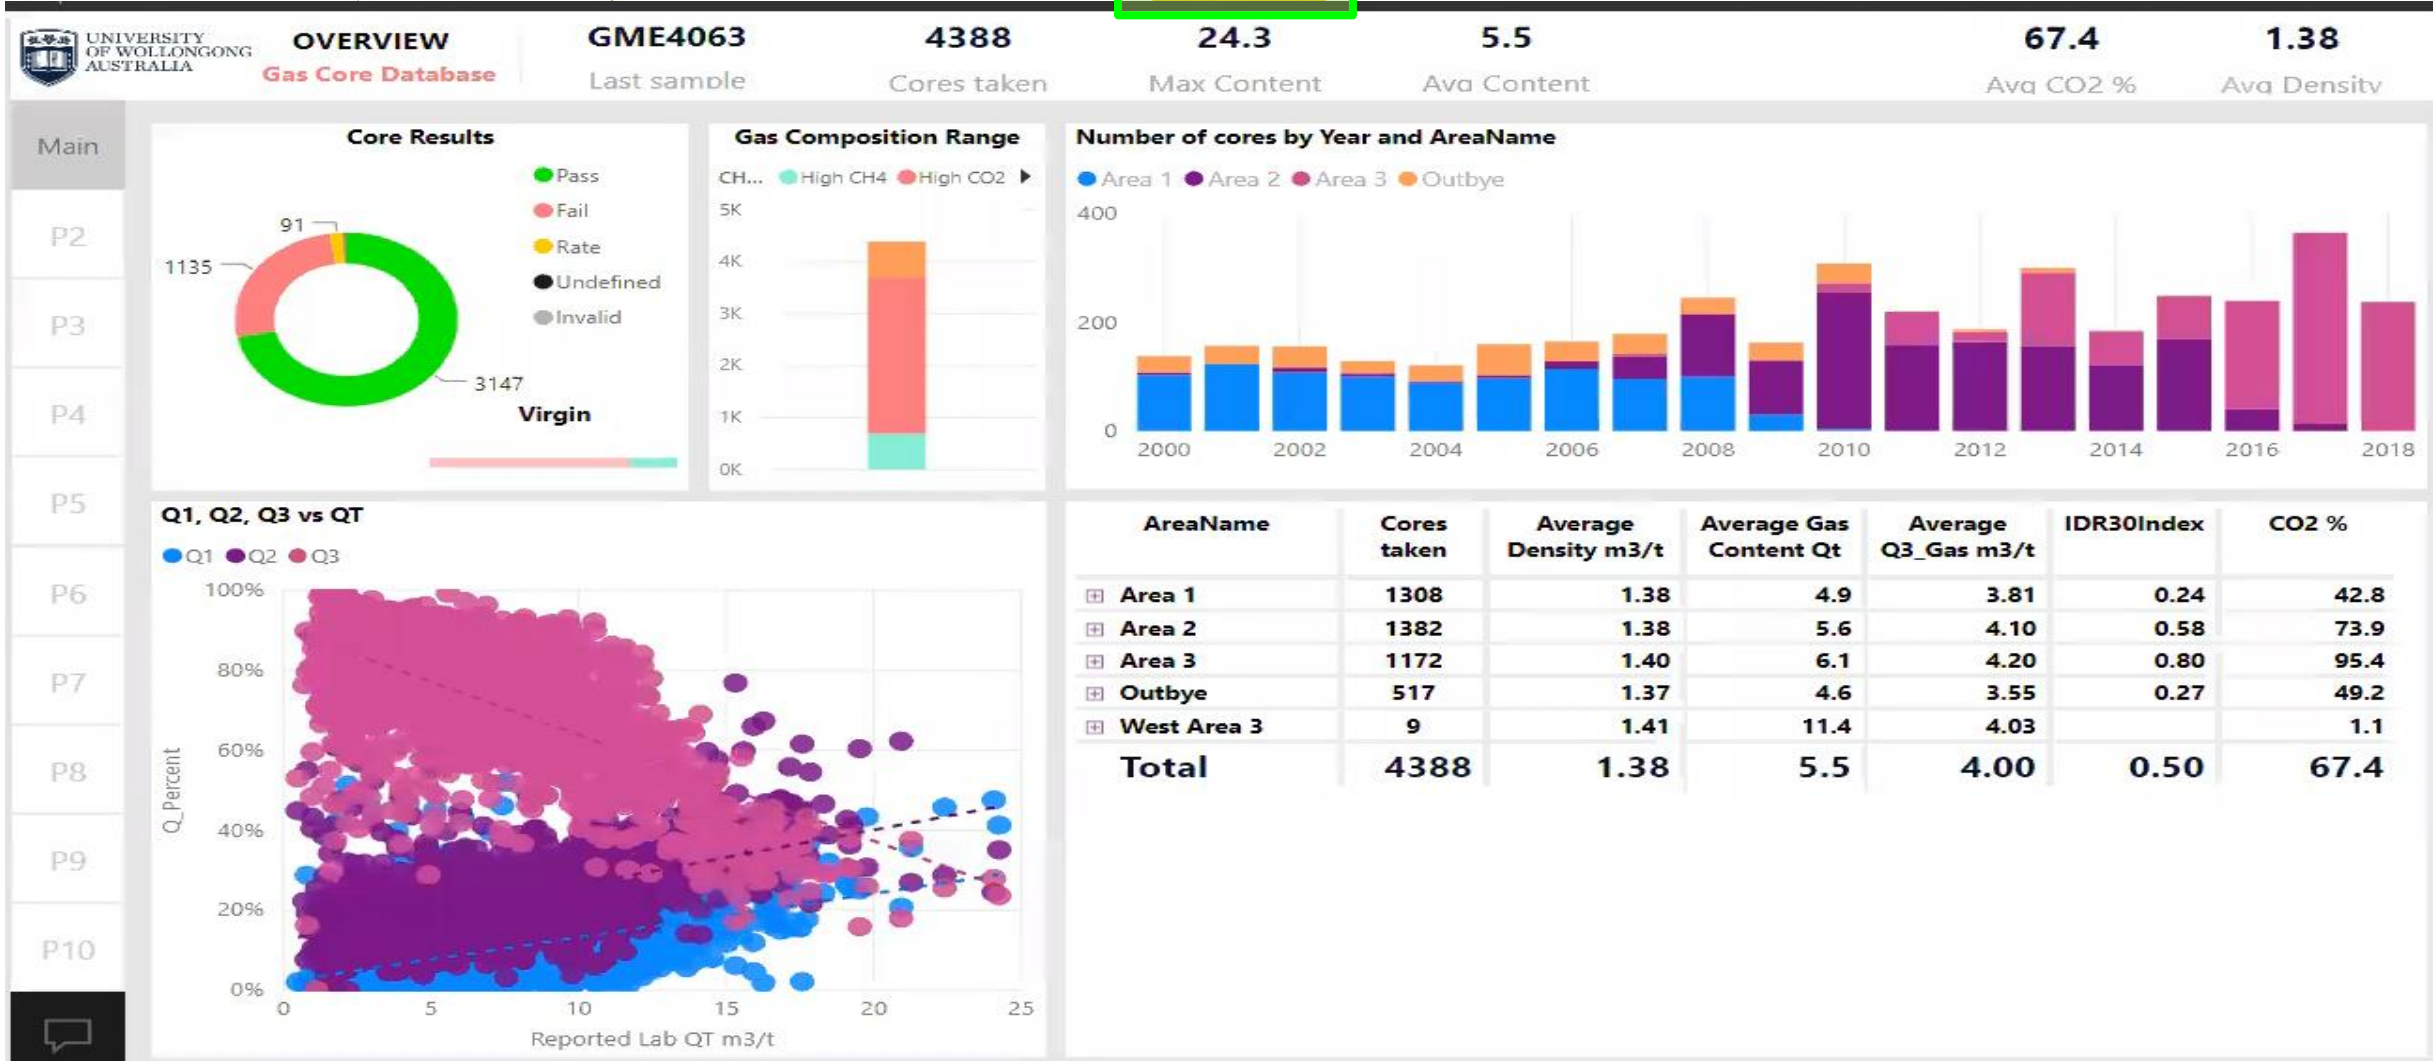 UNIVERSITY
OF WOLLONGONG
AUSTRALIA
OVERVIEW
Gas Core Database
GME4063
Last sample
4388
Cores taken
24.3
Max Content
5.5
Avg Content
67.4
Avg CO2 %
1.38
Avg Density
Main
P2
P3
P4
P5
P6
P7
P8
P9
P10
Core Results
Pass
Fail
Rate
Undefined
Invalid
91
1135
3147
Virgin
Gas Composition Range
CH... High CH4 High CO2
5K
4K
3K
2K
1K
0K
Number of cores by Year and AreaName
Area 1 Area 2 Area 3 Outbye
400
200
0
2000 2002 2004 2006 2008 2010 2012 2014 2016 2018
Q1, Q2, Q3 vs QT
Q1 Q2 Q3
Q_Percent
100%
80%
60%
40%
20%
0%
0 5 10 15 20 25
Reported Lab QT m3/t
AreaName Cores taken Average Density m3/t Average Gas Content Qt Average Q3_Gas m3/t IDR30Index CO2 %
Area 1 1308 1.38 4.9 3.81 0.24 42.8
Area 2 1382 1.38 5.6 4.10 0.58 73.9
Area 3 1172 1.40 6.1 4.20 0.80 95.4
Outbye 517 1.37 4.6 3.55 0.27 49.2
West Area 3 9 1.41 11.4 4.03 1.1
Total 4388 1.38 5.5 4.00 0.50 67.4